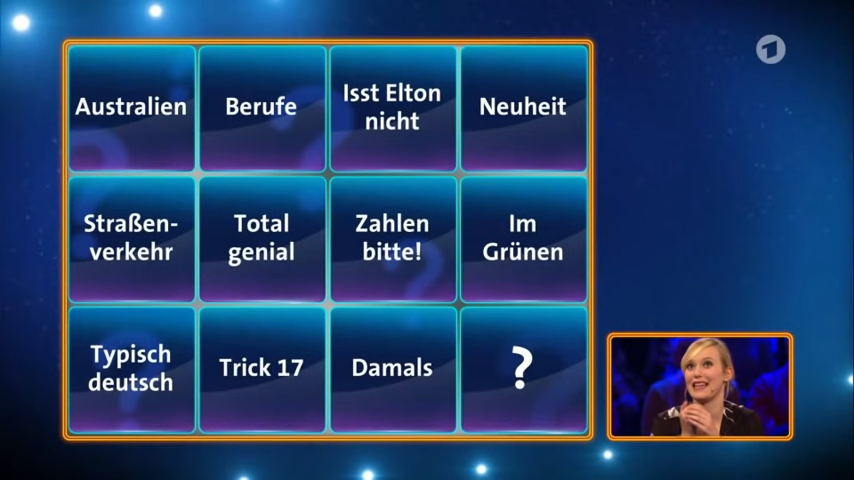 Australien
Berufe
Isst Elton
nicht
Neuheit
Straßen-
verkehr
Total
genial
Zahlen
bitte!
Im
Grünen
Typisch
deutsch
Trick 17
Damals
?
1